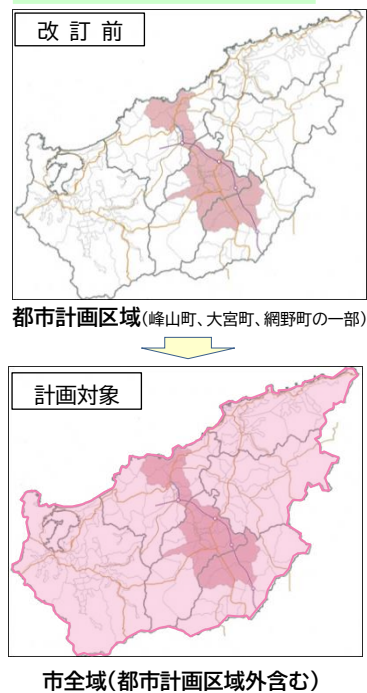 改訂前
都市計画区域(峰山町、大宮町、網野町の一部)
計画対象
市全域(都市計画区域外含む)